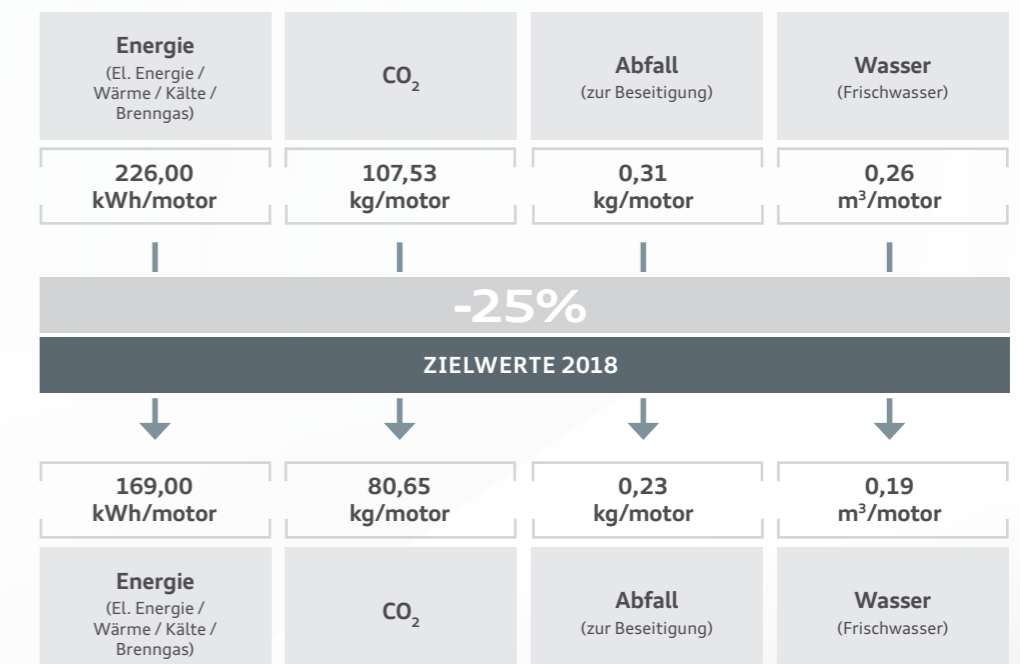 Energie
(El. Energie /
Wärme / Kälte /
Brenngas)
CO₂
Abfall
(zur Beseitigung)
Wasser
(Frischwasser)
226,00
kWh/motor
107,53
kg/motor
0,31
kg/motor
0,26
m³/motor
-25%
ZIELWERTE 2018
169,00
kWh/motor
80,65
kg/motor
0,23
kg/motor
0,19
m³/motor
Energie
(El. Energie /
Wärme / Kälte /
Brenngas)
CO₂
Abfall
(zur Beseitigung)
Wasser
(Frischwasser)